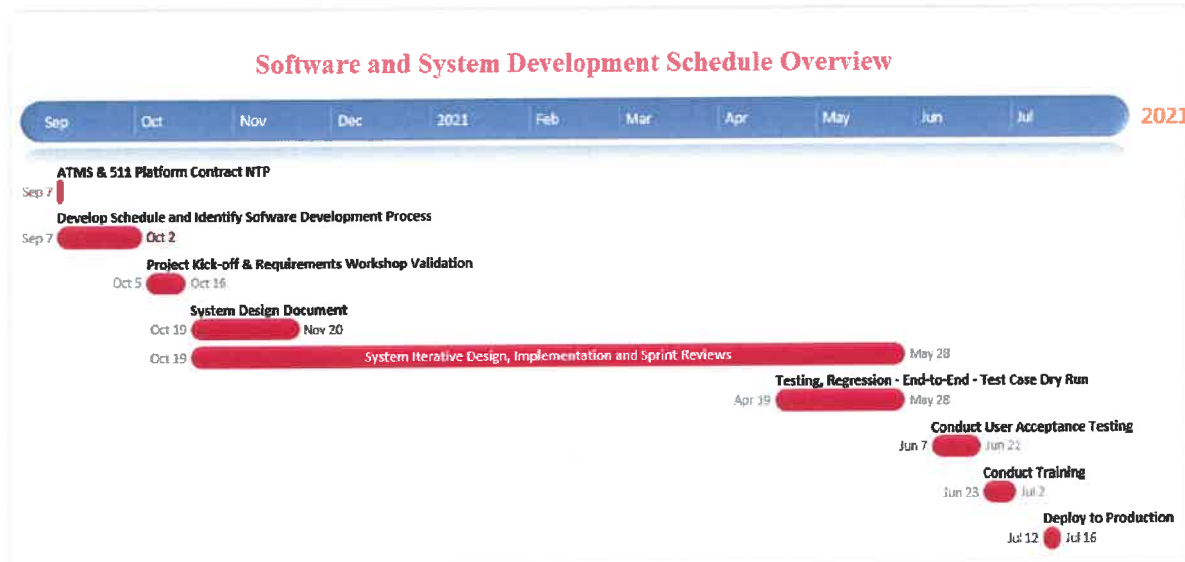 Software and System Development Schedule Overview
Sep Oct Nov Dec 2021 Feb Mar Apr May Jun Jul 2021
ATMS & 511 Platform Contract NTP
Sep 7
Develop Schedule and Identify Sofware Development Process
Sep 7 Oct 2
Project Kick-off & Requirements Workshop Validation
Oct 5 Oct 16
System Design Document
Oct 19 Nov 20
Oct 19 System Iterative Design, Implementation and Sprint Reviews May 28
Testing, Regression - End-to-End - Test Case Dry Run
Apr 19 May 28
Conduct User Acceptance Testing
Jun 7 Jun 22
Conduct Training
Jun 23 Jul 2
Deploy to Production
Jul 12 Jul 16